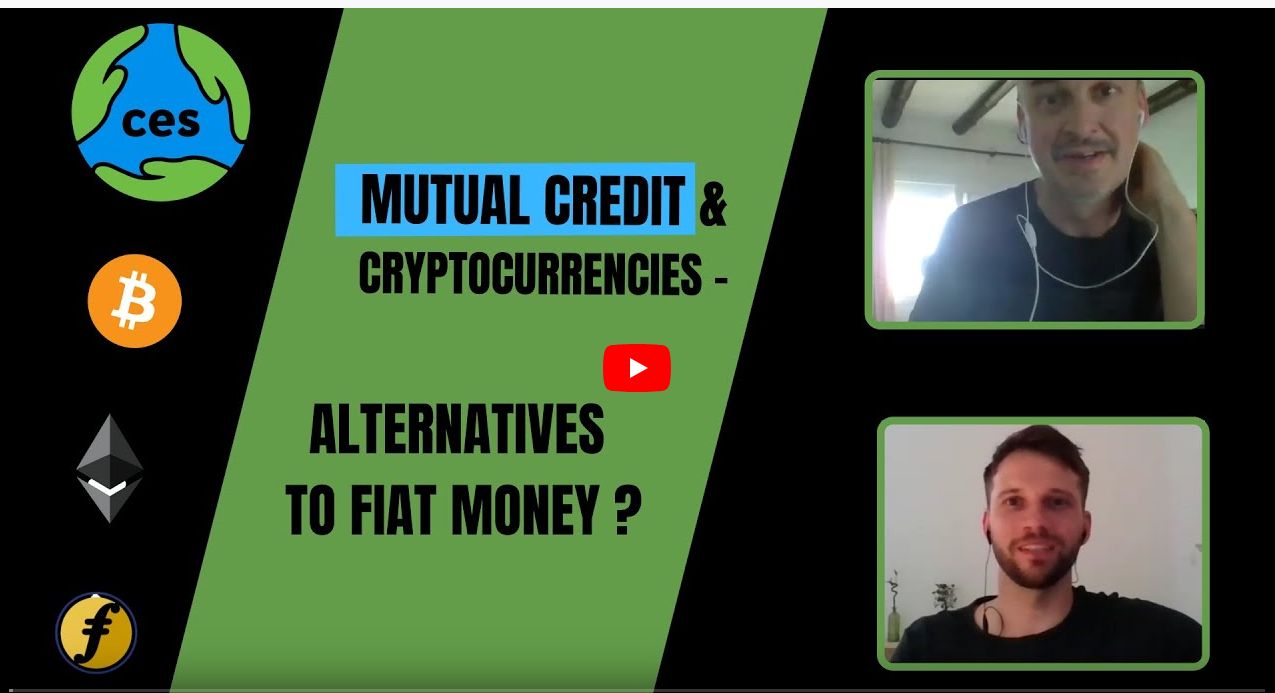 ces
MUTUAL CREDIT &
CRYPTOCURRENCIES -
ALTERNATIVES
TO FIAT MONEY ?